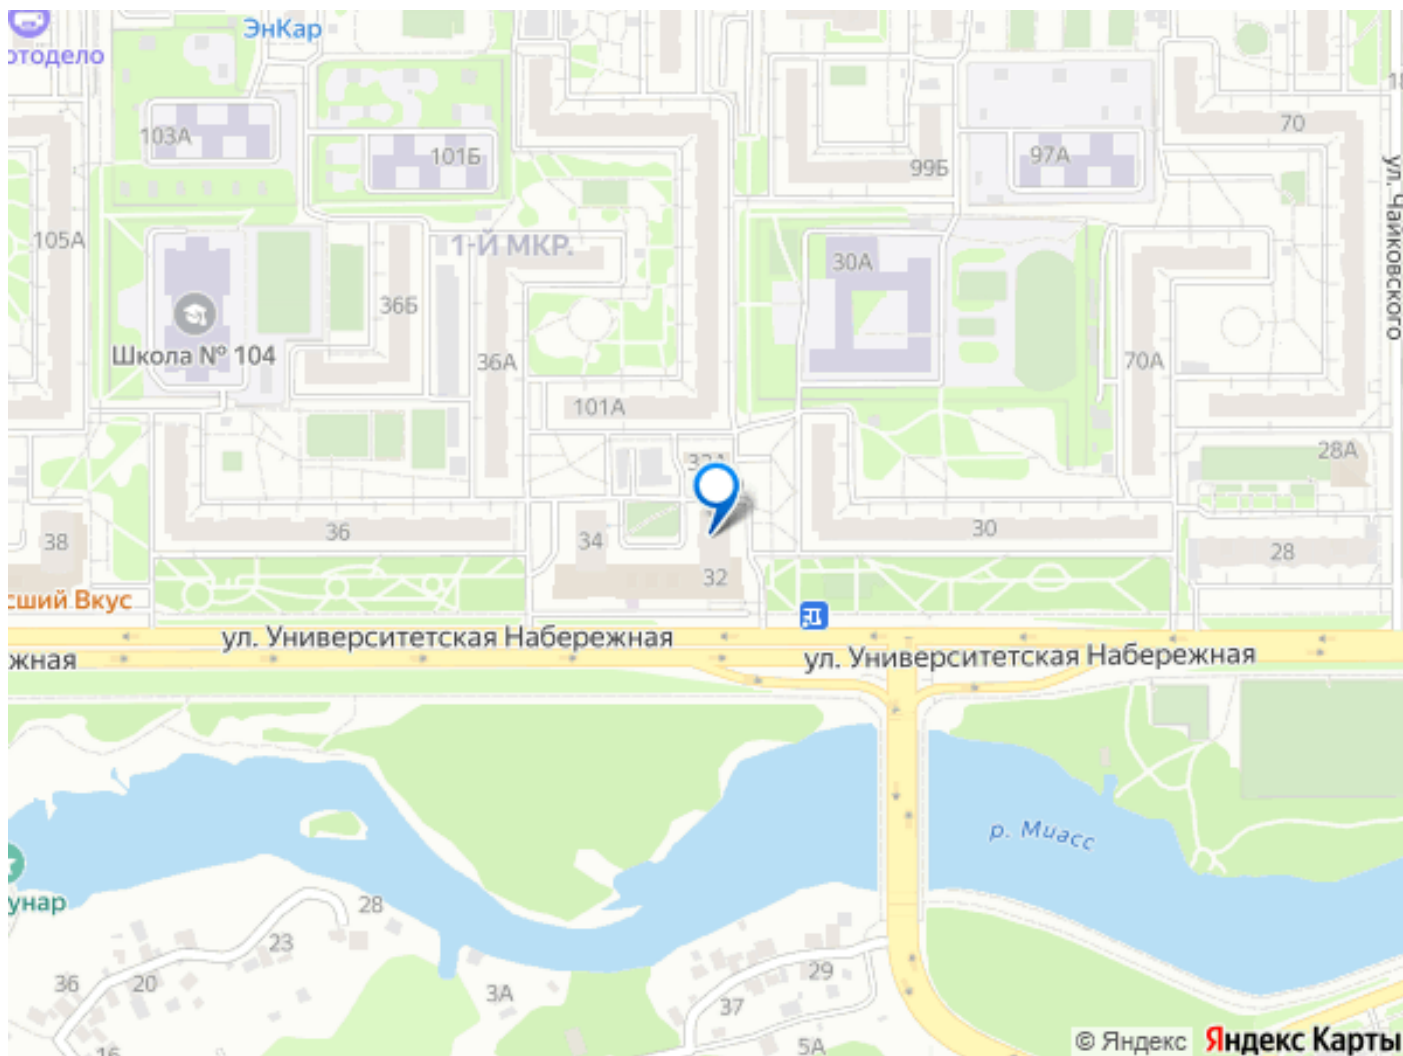 ЭнКар
отодело
103А
101Б
70
99Б
97А
ул. Чайковского
105А
1-Й МКР.
30А
36Б
Школа № 104
36А
70А
101А
28А
32А
38
36
34
30
28
32
сший Вкус
ул. Университетская Набережная
жная
ул. Университетская Набережная
р. Миасс
унар
28
23
29
36
20
3А
37
16
5А
© Яндекс Яндекс Карты